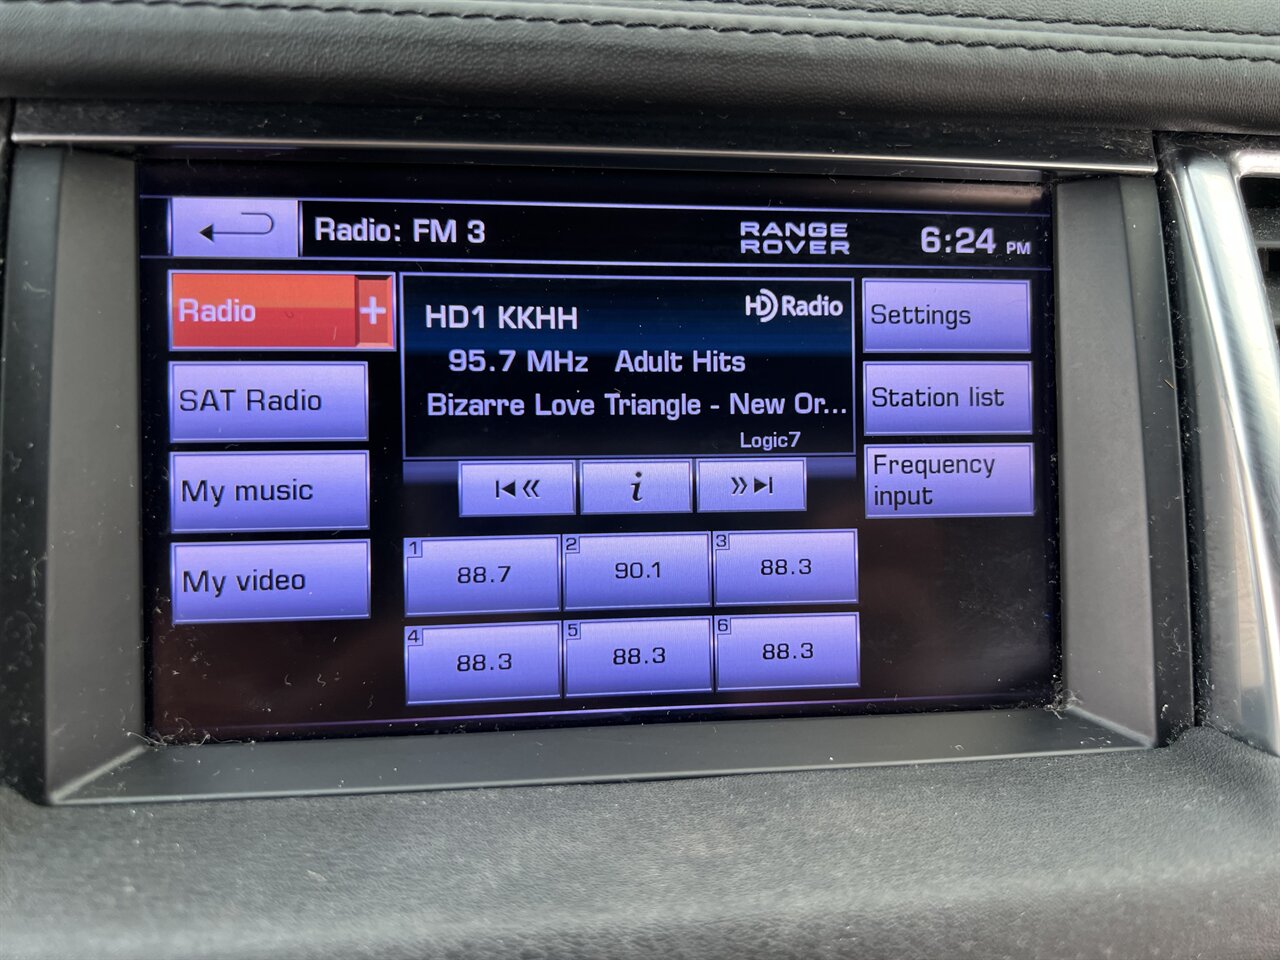 Radio: FM 3
RANGE
ROVER
6:24 PM
Radio +
SAT Radio
My music
My video
HD1 KKHH
HD Radio
95.7 MHz Adult Hits
Bizarre Love Triangle - New Or...
Logic7
i
1 88.7
2 90.1
3 88.3
4 88.3
5 88.3
6 88.3
Settings
Station list
Frequency
input